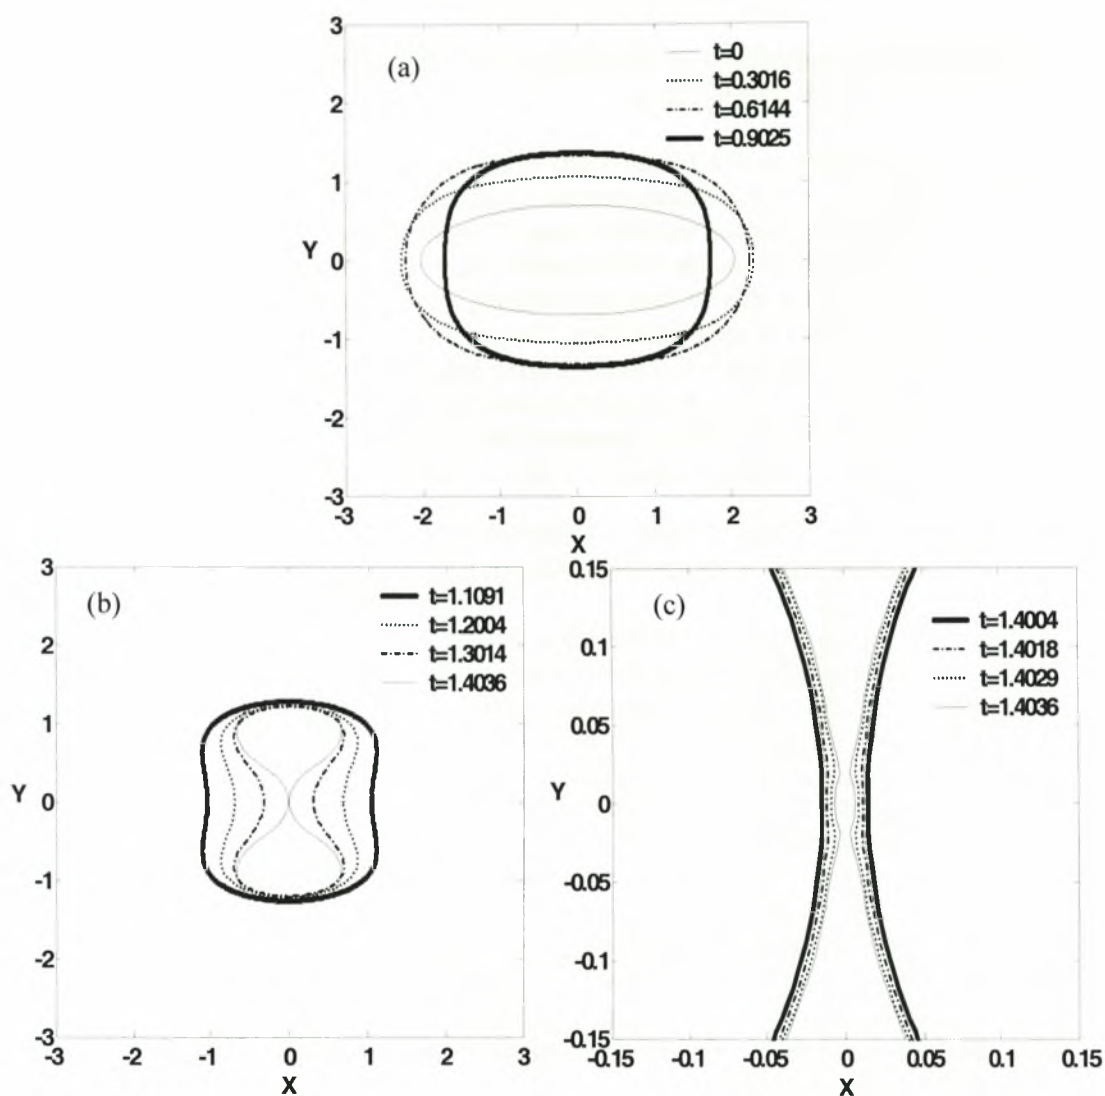 (a)
t=0
t=0.3016
t=0.6144
t=0.9025
3
2
1
Y 0
-1
-2
-3
-3 -2 -1 0 1 2 3
X
(b)
t=1.1091
t=1.2004
t=1.3014
t=1.4036
3
2
1
Y 0
-1
-2
-3
-3 -2 -1 0 1 2 3
X
(c)
t=1.4004
t=1.4018
t=1.4029
t=1.4036
0.15
0.1
0.05
Y 0
-0.05
-0.1
-0.15
-0.15 -0.1 -0.05 0 0.05 0.1 0.15
X